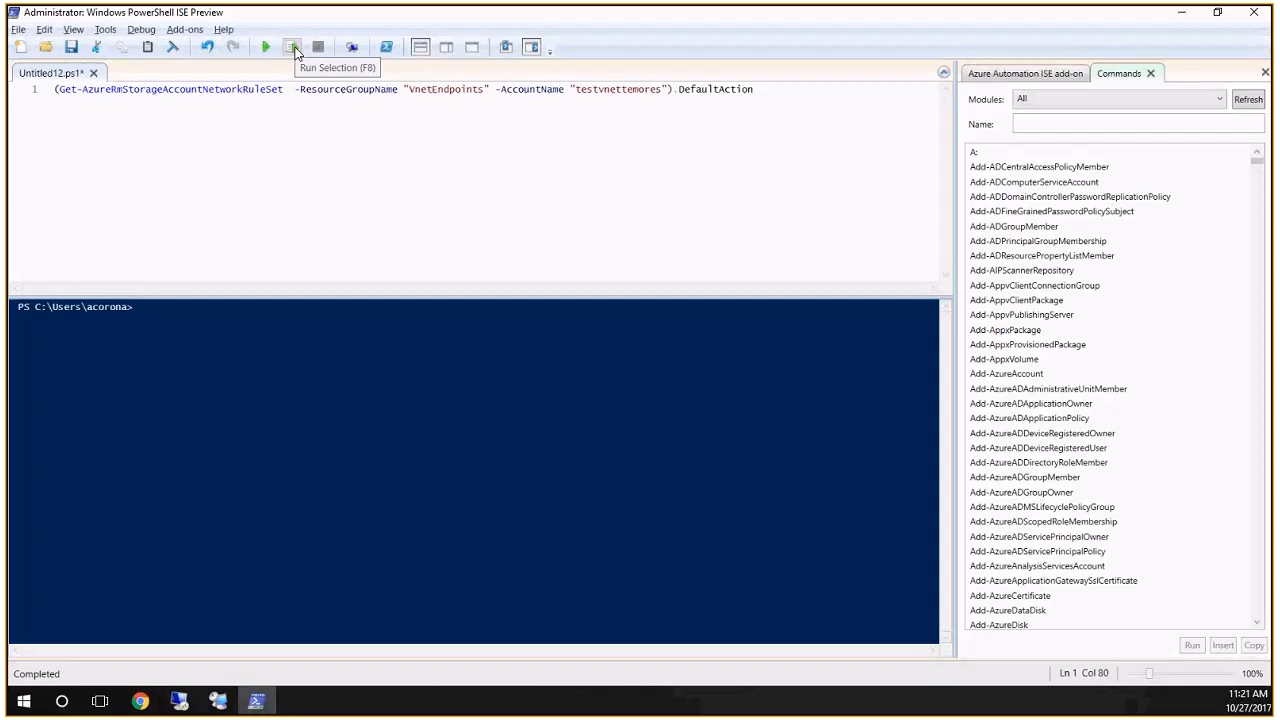 Administrator: Windows PowerShell ISE Preview
File Edit View Tools Debug Add-ons Help
Run Selection (F8)
Untitled12.ps1*
Azure Automation ISE add-on Commands
1 (Get-AzureRmStorageAccountNetworkRuleSet -ResourceGroupName "VnetEndpoints" -AccountName "testvnettemores").DefaultAction
Modules: All Refresh
Name:
A:
Add-ADCentralAccessPolicyMember
Add-ADComputerServiceAccount
Add-ADDomainControllerPasswordReplicationPolicy
Add-ADFineGrainedPasswordPolicySubject
Add-ADGroupMember
Add-ADPrincipalGroupMembership
Add-ADResourcePropertyListMember
Add-AIPScannerRepository
Add-AppvClientConnectionGroup
Add-AppvClientPackage
Add-AppvPublishingServer
Add-AppxPackage
Add-AppxProvisionedPackage
Add-AppxVolume
Add-AzureAccount
Add-AzureADAdministrativeUnitMember
Add-AzureADApplicationOwner
Add-AzureADApplicationPolicy
Add-AzureADDeviceRegisteredOwner
Add-AzureADDeviceRegisteredUser
Add-AzureADDirectoryRoleMember
Add-AzureADGroupMember
Add-AzureADGroupOwner
Add-AzureADMSLifecyclePolicyGroup
Add-AzureADScopedRoleMembership
Add-AzureADServicePrincipalOwner
Add-AzureADServicePrincipalPolicy
Add-AzureAnalysisServicesAccount
Add-AzureApplicationGatewaySslCertificate
Add-AzureCertificate
Add-AzureDataDisk
Add-AzureDisk
PS C:\Users\acorona>
Run Insert Copy
Completed
Ln 1 Col 80 100%
11:21 AM
10/27/2017